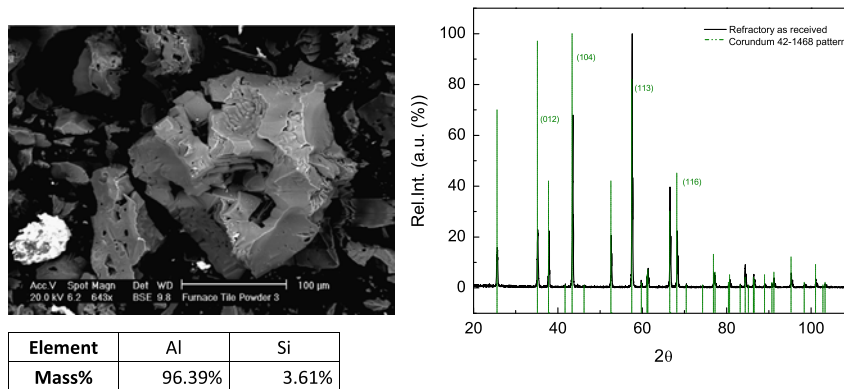 Acc.V Spot Magn Det WD
20.0 kV 6.2 643x BSE 9.8 Furnace Tile Powder 3
100 µm
Element Al Si
Mass% 96.39% 3.61%
Rel.Int. (a.u. (%))
100
80
60
40
20
0
Refractory as received
Corundum 42-1468 pattern
(104)
(012)
(113)
(116)
20 40 60 80 100
2θ